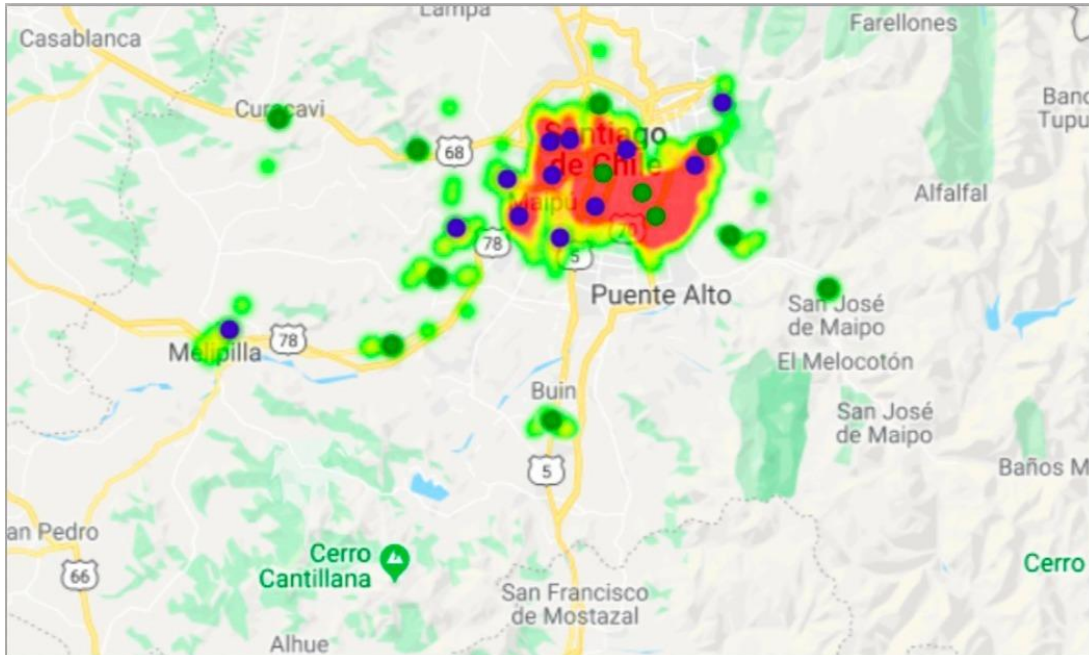 Lampa
Farellones
Casablanca
Curacavi
Banc
Tupu
68
Santiago
de Chile
Alfalfal
Maipú
78
70
5
Puente Alto
San José
de Maipo
Melipilla
78
El Melocotón
Buin
San José
de Maipo
5
Baños M
an Pedro
Cerro
Cantillana
Cerro
66
San Francisco
de Mostazal
Alhue